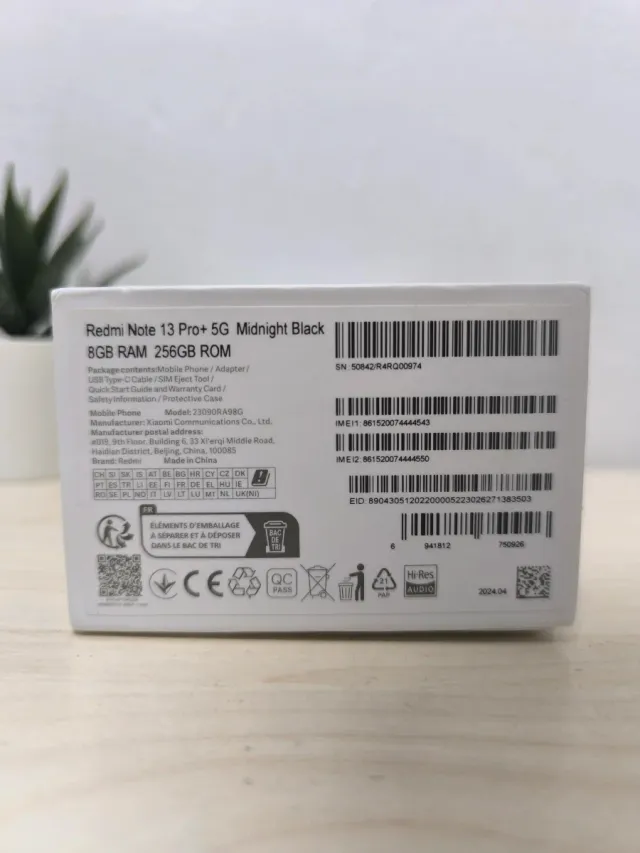 Redmi Note 13 Pro+ 5G Midnight Black
8GB RAM 256GB ROM
Package contents/Mobile Phone / Adapter /
USB Type-C Cable / SIM Eject Tool /
Quick Start Guide and Warranty Card /
Safety Information / Protective Case
Mobile Phone Model: 23090RA98G
Manufacturer: Xiaomi Communications Co., Ltd.
Manufacturer postal address:
#019, 9th Floor, Building 6, 33 Xi'erqi Middle Road,
Haidian District, Beijing, China, 100085
Brand: Redmi Made in China
CH SI SK IS AT BE BG HR CY CZ DK
PT ES TR LI EE FI FR DE EL HU IE
RO SE PL NO IT LV LT LU MT NL UK(NI)
FR
ÉLÉMENTS D'EMBALLAGE
À SÉPARER ET À DÉPOSER
DANS LE BAC DE TRI
BAC
DE
TRI
CE
QC
PASS
21
PAP
Hi-Res
AUDIO
SN: 50842/R4RQ00974
IMEI1: 861520074444543
IMEI2: 861520074444550
EID: 89043051202200005223026271383503
6 941812 750926
2024.04